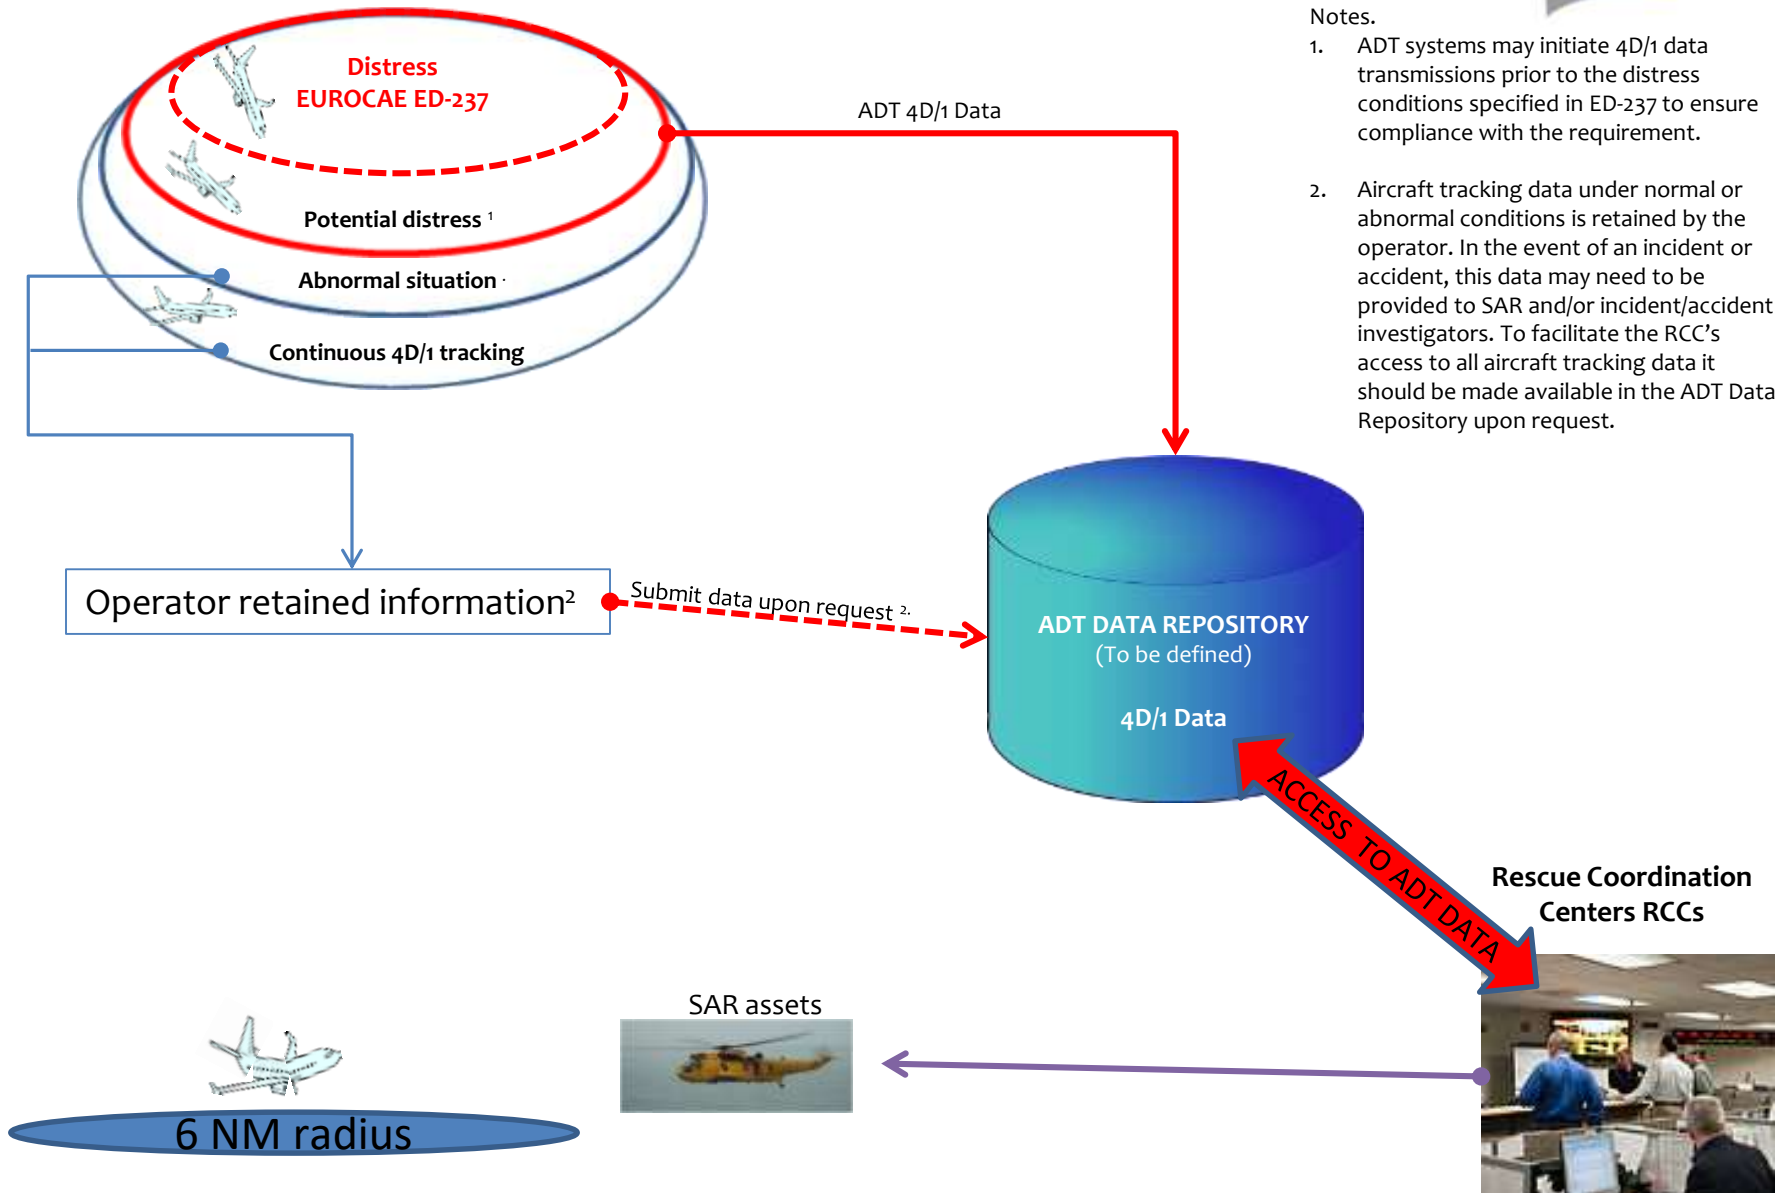 Distress
EUROCAE ED-237
Potential distress 1
Abnormal situation .
Continuous 4D/1 tracking
ADT 4D/1 Data
Notes.
1. ADT systems may initiate 4D/1 data
transmissions prior to the distress
conditions specified in ED-237 to ensure
compliance with the requirement.
2. Aircraft tracking data under normal or
abnormal conditions is retained by the
operator. In the event of an incident or
accident, this data may need to be
provided to SAR and/or incident/accident
investigators. To facilitate the RCC’s
access to all aircraft tracking data it
should be made available in the ADT Data
Repository upon request.
Operator retained information2
Submit data upon request 2.
ADT DATA REPOSITORY
(To be defined)
4D/1 Data
ACCESS TO ADT DATA
Rescue Coordination
Centers RCCs
SAR assets
6 NM radius